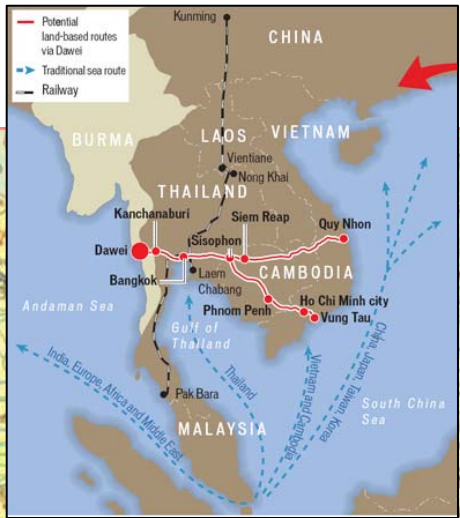 Potential
land-based routes
via Dawei
Traditional sea route
Railway
Kunming
CHINA
BURMA
LAOS
VIETNAM
Vientiane
Nong Khai
THAILAND
Kanchanaburi
Siem Reap
Quy Nhon
Sisophon
Dawei
Bangkok
Laem
Chabang
CAMBODIA
Andaman Sea
Phnom Penh
Ho Chi Minh city
Vung Tau
Gulf of
Thailand
Pak Bara
MALAYSIA
South China
Sea
India, Europe, Africa and Middle East
Thailand
Vietnam and Cambodia
China, Japan, Taiwan, Korea